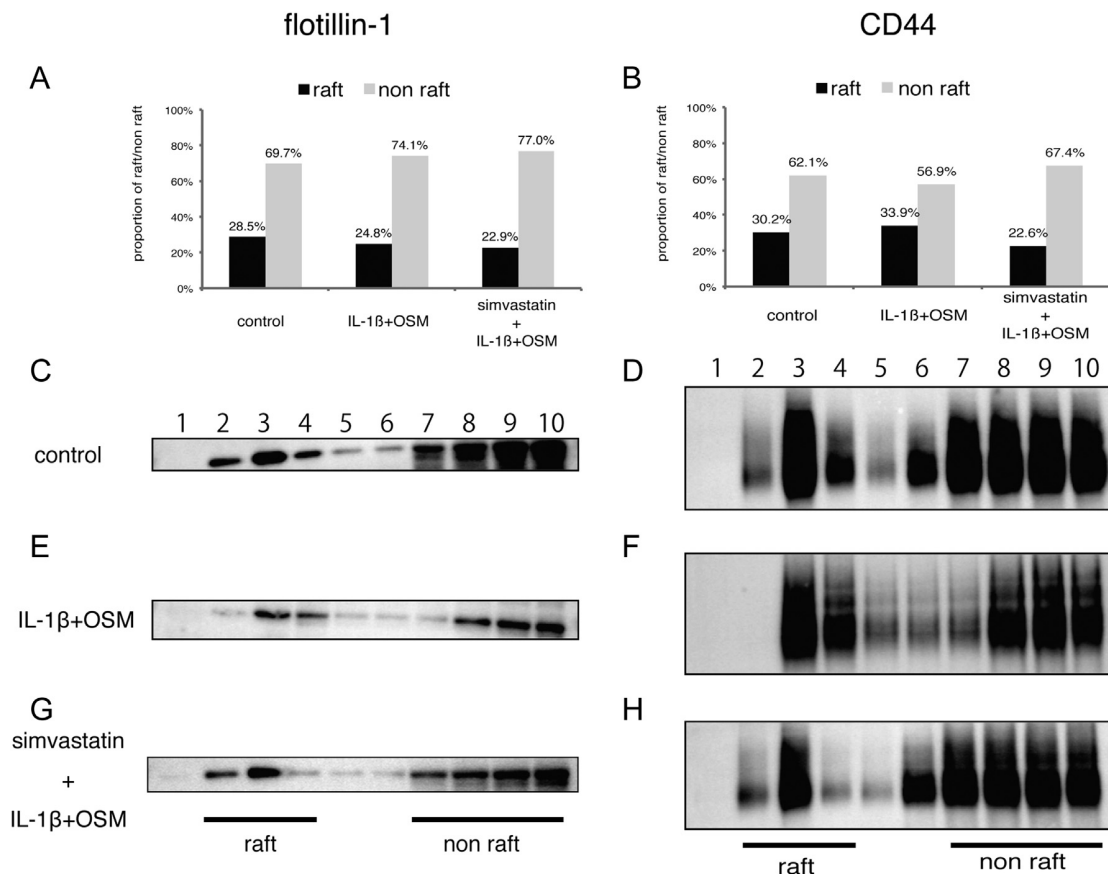 flotillin-1
CD44
A
raft non raft
proportion of raft/non raft
100%
80%
60%
40%
20%
0%
28.5%
69.7%
24.8%
74.1%
22.9%
77.0%
control
IL-1ß+OSM
simvastatin
+
IL-1ß+OSM
B
raft non raft
proportion of raft/non raft
100%
80%
60%
40%
20%
0%
30.2%
62.1%
33.9%
56.9%
22.6%
67.4%
control
IL-1ß+OSM
simvastatin
+
IL-1ß+OSM
C
1 2 3 4 5 6 7 8 9 10
control
D
1 2 3 4 5 6 7 8 9 10
E
IL-1β+OSM
F
G
simvastatin
+
IL-1β+OSM
raft non raft
H
raft non raft